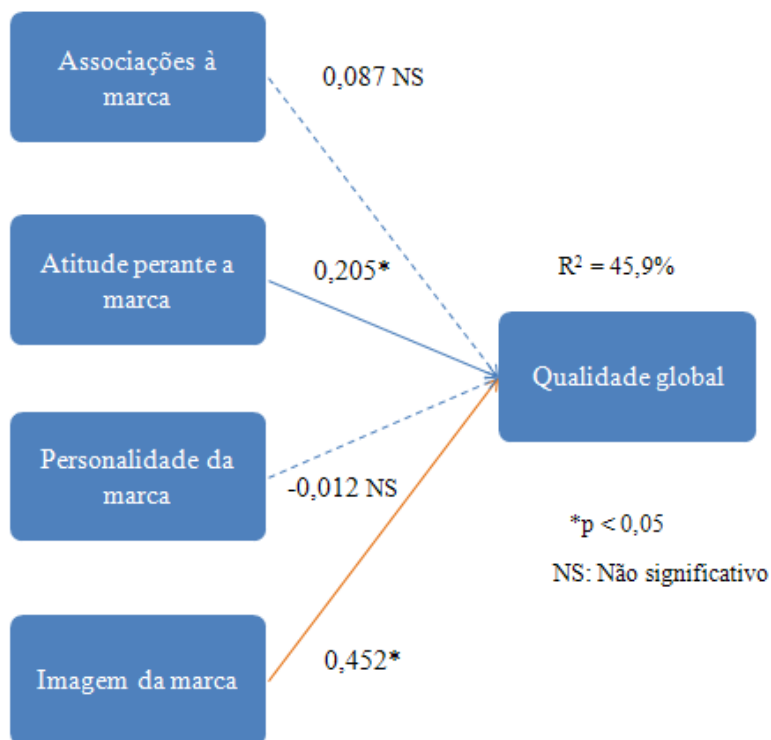 Associações à
marca
0,087 NS
Atitude perante a
marca
0,205*
R² = 45,9%
Qualidade global
Personalidade da
marca
-0,012 NS
*p < 0,05
NS: Não significativo
Imagem da marca
0,452*